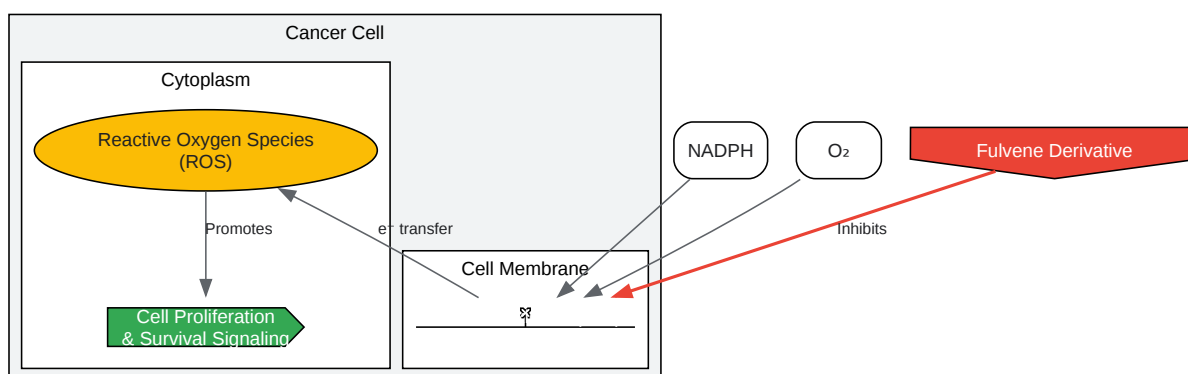 Cancer Cell
Cytoplasm
Reactive Oxygen Species
(ROS)
NADPH
O₂
Fulvene Derivative
Promotes
e⁻ transfer
Inhibits
Cell Membrane
Cell Proliferation
& Survival Signaling